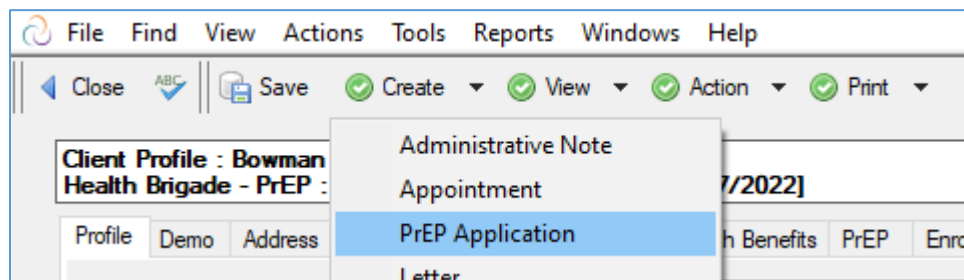 File Find View Actions Tools Reports Windows Help
Close ABC Save Create View Action Print
Client Profile : Bowman
Health Brigade - PrEP : 7/2022]
Administrative Note
Appointment
PrEP Application
Letter
Profile Demo Address h Benefits PrEP Enro